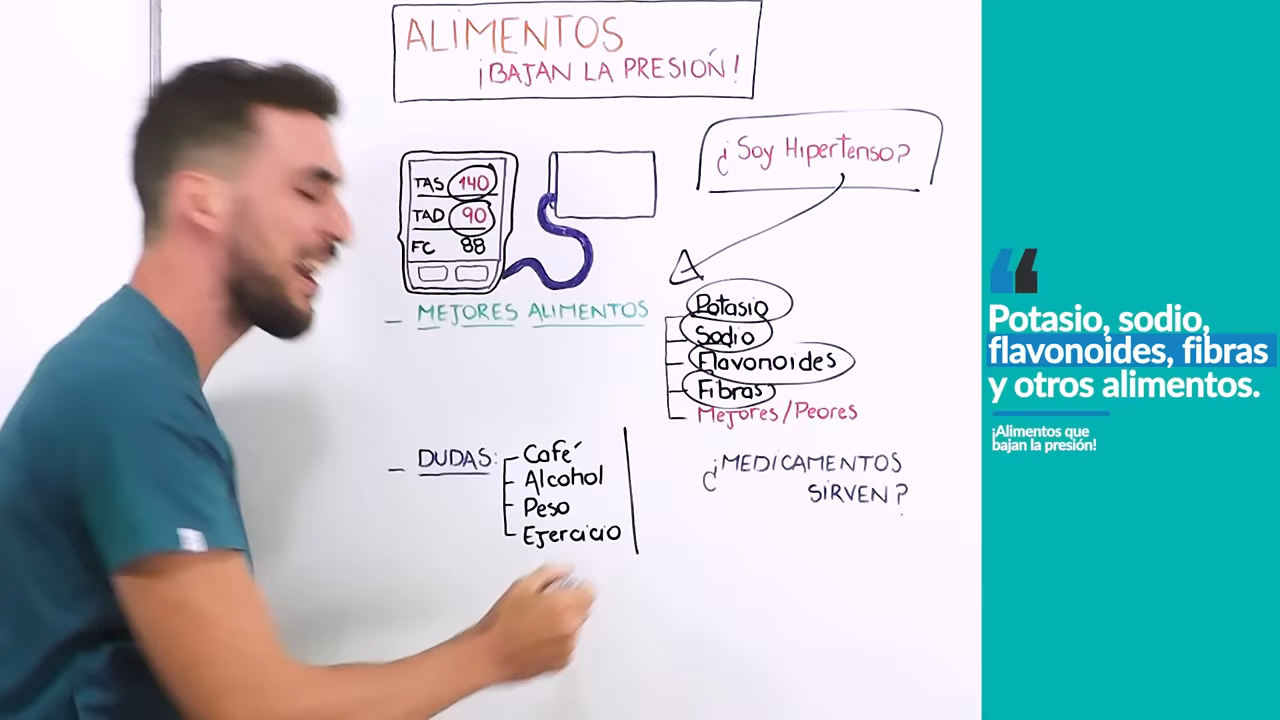 ALIMENTOS
¡BAJAN LA PRESIÓN!
¿Soy Hipertenso?
TAS 140
TAD 90
FC 88
- MEJORES ALIMENTOS
Potasio
Sodio
Flavonoides
Fibras
Mejores/Peores
- DUDAS:
Café
Alcohol
Peso
Ejercicio
¿MEDICAMENTOS
SIRVEN?
“
Potasio, sodio,
flavonoides, fibras
y otros alimentos.
¡Alimentos que
bajan la presión!